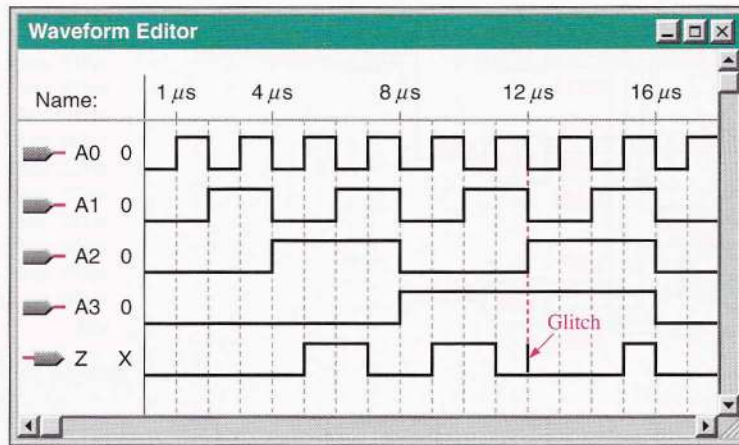 Waveform Editor
Name: 1 μs 4 μs 8 μs 12 μs 16 μs
A0 0
A1 0
A2 0
A3 0
Glitch
Z X